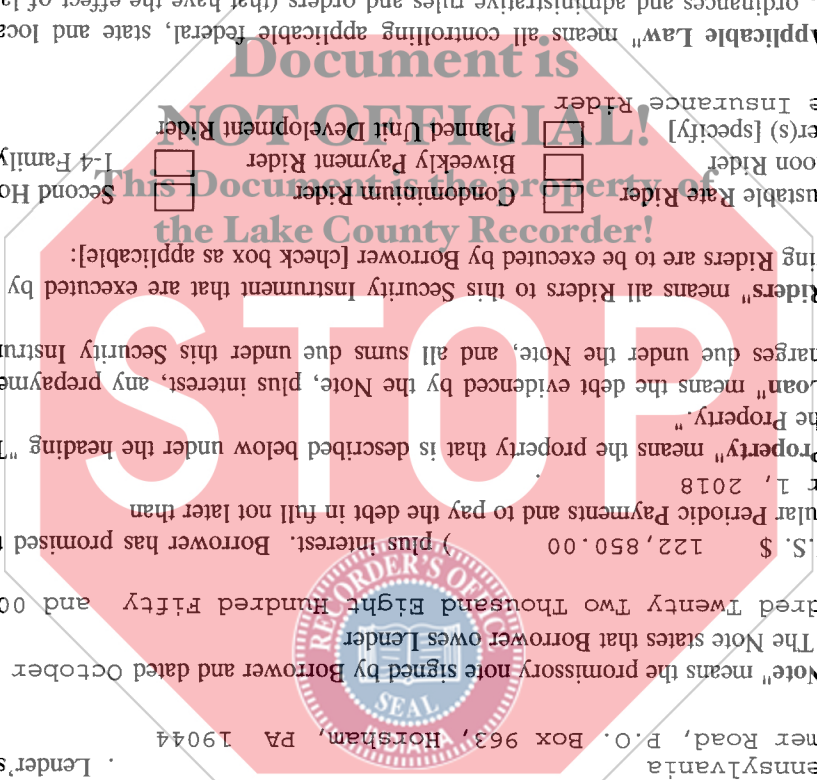 Document is
NOT OFFICIAL!
This Document is the property of
the Lake County Recorder!
STOP
RECORDER'S OFFICE
SEAL
INDIANA
ennsylvania . Lender's
ner Road, P.O. Box 963, Horsham, PA 19044
Note" means the promissory note signed by Borrower and dated October
The Note states that Borrower owes Lender
dred Twenty Two Thousand Eight Hundred Fifty and 00
.S. $ 122,850.00 ) plus interest. Borrower has promised t
ular Periodic Payments and to pay the debt in full not later than
r 1, 2018 .
Property" means the property that is described below under the heading "T
he Property."
Loan" means the debt evidenced by the Note, plus interest, any prepayme
harges due under the Note, and all sums due under this Security Instru
Riders" means all Riders to this Security Instrument that are executed by
ing Riders are to be executed by Borrower [check box as applicable]:
ustable Rate Rider Condominium Rider Second Ho
oon Rider Biweekly Payment Rider 1-4 Family
er(s) [specify] Planned Unit Development Rider
e Insurance Rider
Applicable Law" means all controlling applicable federal, state and loca
, ordinances and administrative rules and orders (that have the effect of la